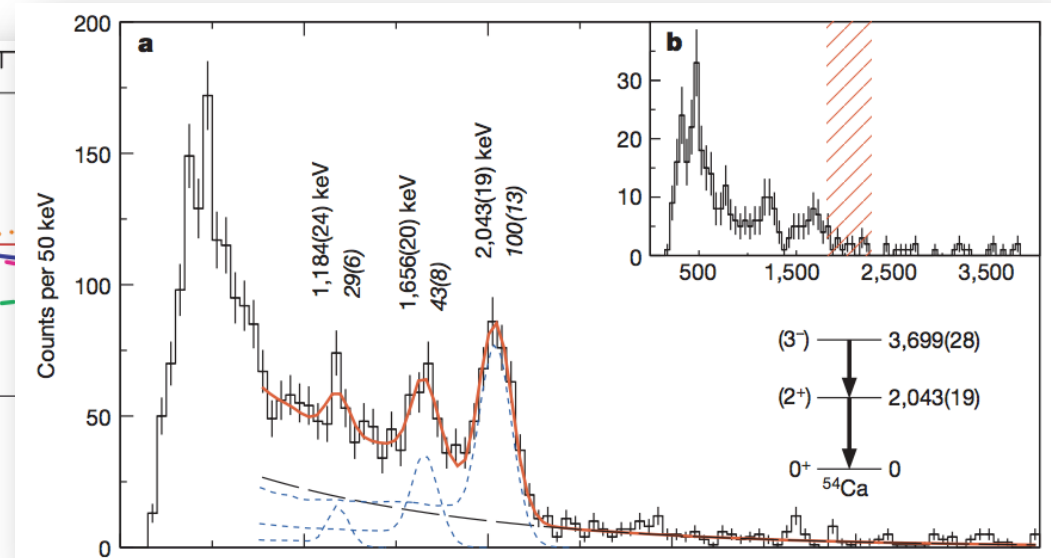 a
200
150
100
50
0
Counts per 50 keV
1,184(24) keV
29(6)
1,656(20) keV
43(8)
2,043(19) keV
100(13)
b
30
20
10
0
500 1,500 2,500 3,500
(3⁻) 3,699(28)
(2⁺) 2,043(19)
0⁺ 0
⁵⁴Ca